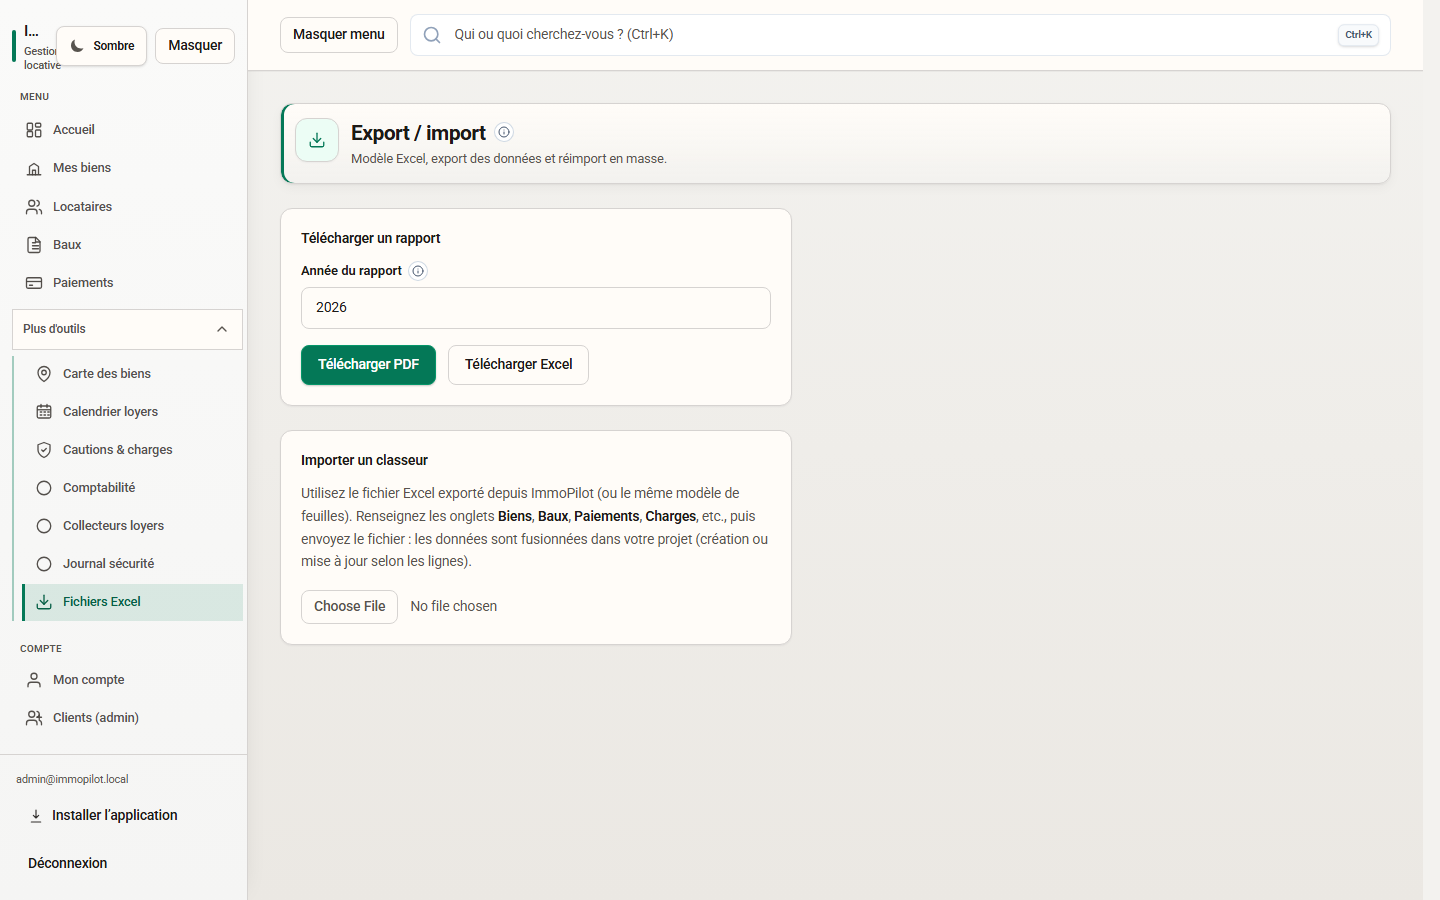 I...
Gestion
locative
Sombre
Masquer
MENU
Accueil
Mes biens
Locataires
Baux
Paiements
Plus d'outils
Carte des biens
Calendrier loyers
Cautions & charges
Comptabilité
Collecteurs loyers
Journal sécurité
Fichiers Excel
COMPTE
Mon compte
Clients (admin)
admin@immopilot.local
Installer l’application
Déconnexion
Masquer menu
Qui ou quoi cherchez-vous ? (Ctrl+K)
Ctrl+K
Export / import
Modèle Excel, export des données et réimport en masse.
Télécharger un rapport
Année du rapport
2026
Télécharger PDF
Télécharger Excel
Importer un classeur
Utilisez le fichier Excel exporté depuis ImmoPilot (ou le même modèle de
feuilles). Renseignez les onglets Biens, Baux, Paiements, Charges, etc., puis
envoyez le fichier : les données sont fusionnées dans votre projet (création ou
mise à jour selon les lignes).
Choose File
No file chosen